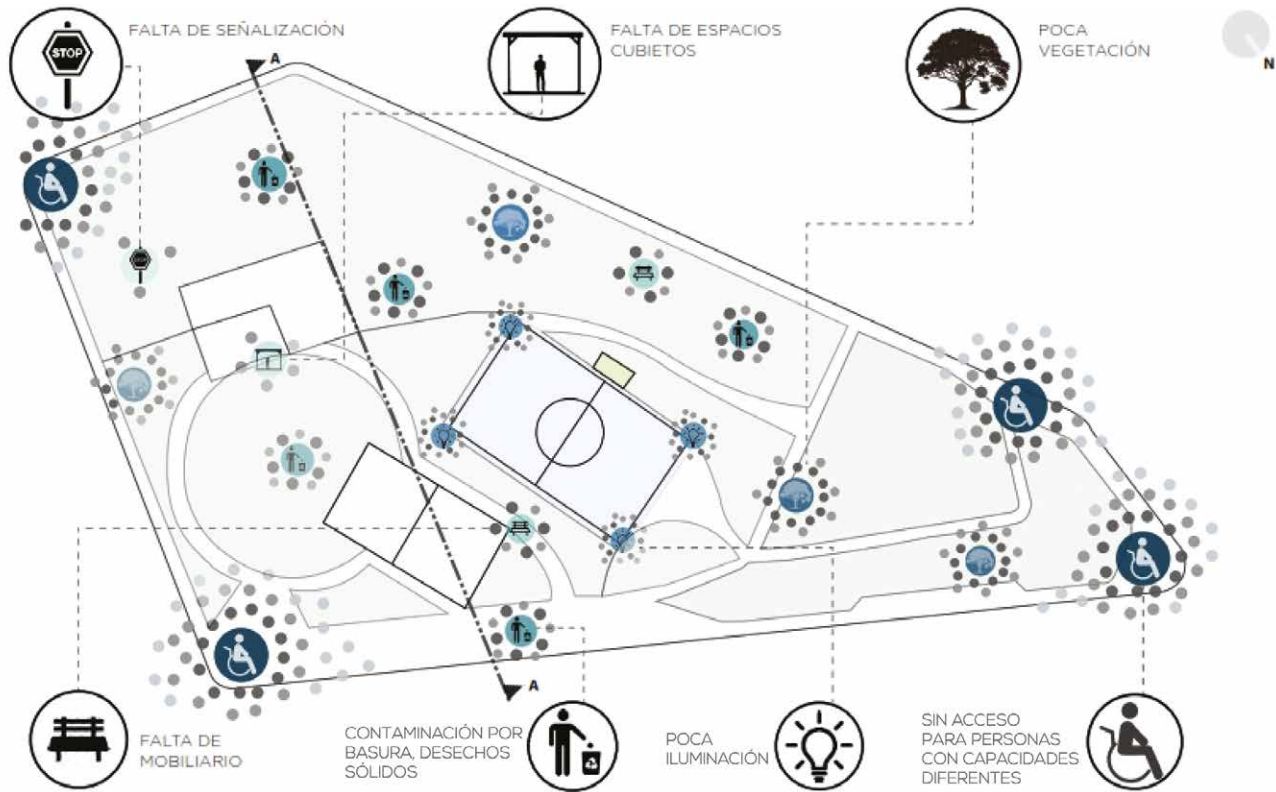 STOP
FALTA DE SEÑALIZACIÓN
FALTA DE ESPACIOS
CUBIETOS
POCA
VEGETACIÓN
N
A
STOP
A
FALTA DE
MOBILIARIO
CONTAMINACIÓN POR
BASURA, DESECHOS
SÓLIDOS
POCA
ILUMINACIÓN
SIN ACCESO
PARA PERSONAS
CON CAPACIDADES
DIFERENTES